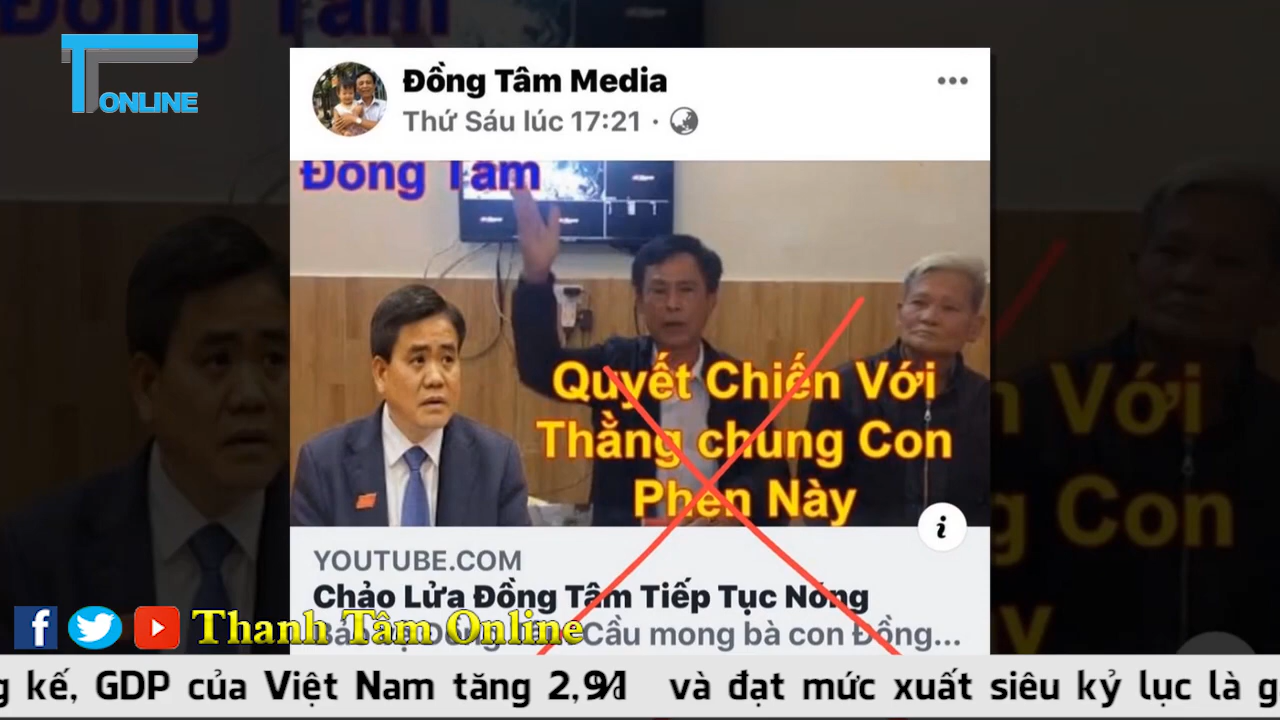 T ONLINE
Đồng Tâm Media
Thứ Sáu lúc 17:21 ·
Đồng Tâm
Quyết Chiến Với
Thằng chung Con
Phen Này
YOUTUBE.COM
Chảo Lửa Đồng Tâm Tiếp Tục Nóng
Cầu mong bà con Đồng...
Thanh Tâm Online
kế, GDP của Việt Nam tăng 2,91% và đạt mức xuất siêu kỷ lục là